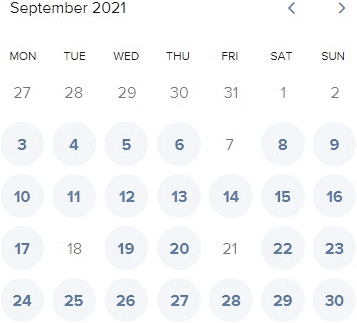 September 2021
MON TUE WED THU FRI SAT SUN
27 28 29 30 31 1 2
3 4 5 6 7 8 9
10 11 12 13 14 15 16
17 18 19 20 21 22 23
24 25 26 27 28 29 30